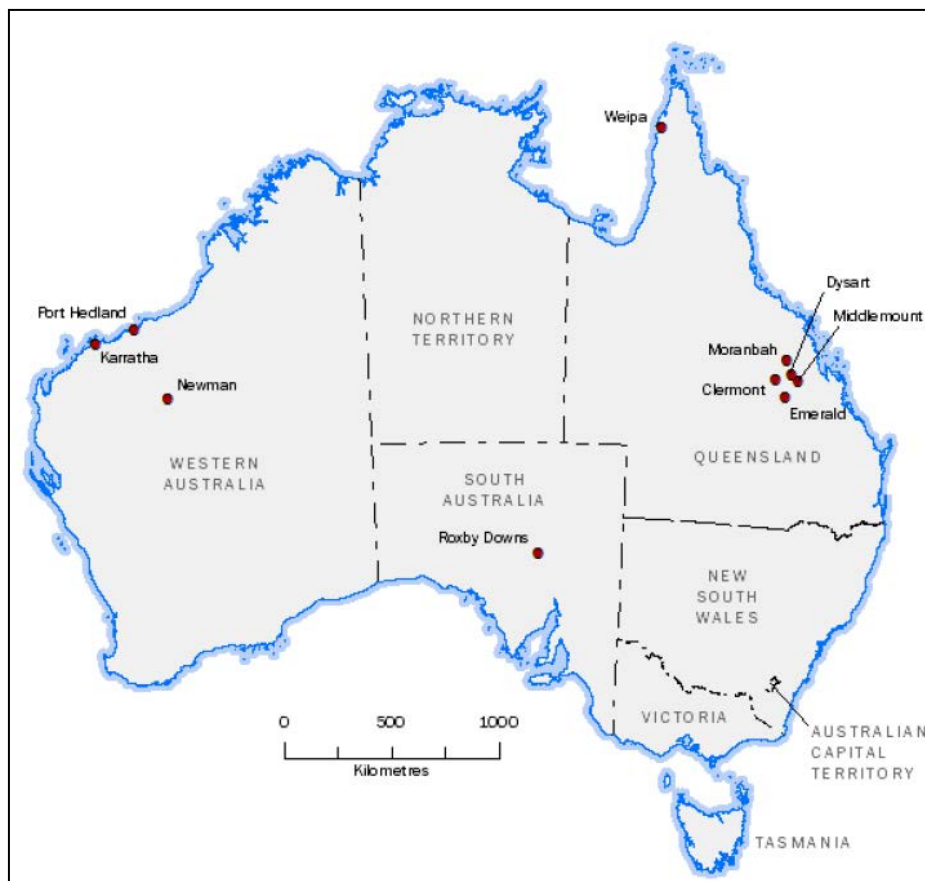 Weipa
Dysart
Middlemount
Port Hedland
NORTHERN
TERRITORY
Moranbah
Karratha
Newman
Clermont
Emerald
WESTERN
AUSTRALIA
SOUTH
AUSTRALIA
QUEENSLAND
Roxby Downs
NEW
SOUTH
WALES
0 500 1000
Kilometres
VICTORIA
AUSTRALIAN
CAPITAL
TERRITORY
TASMANIA